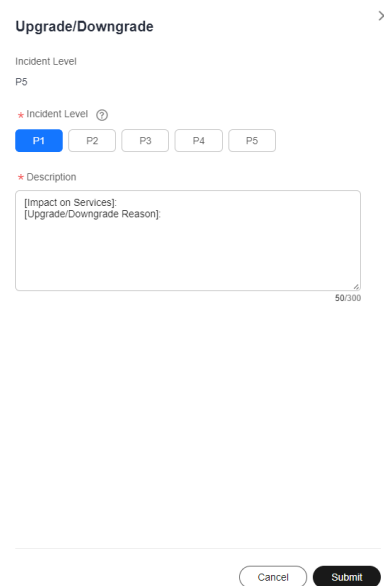 Upgrade/Downgrade
Incident Level
P5
* Incident Level ?
P1 P2 P3 P4 P5
* Description
[Impact on Services]:
[Upgrade/Downgrade Reason]:
50/300
Cancel Submit